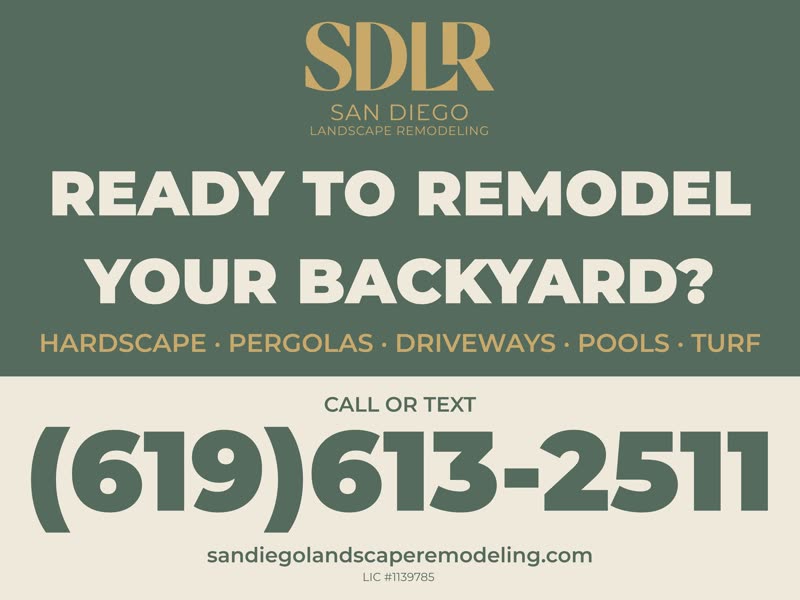 SDLR
SAN DIEGO
LANDSCAPE REMODELING
READY TO REMODEL
YOUR BACKYARD?
HARDSCAPE · PERGOLAS · DRIVEWAYS · POOLS · TURF
CALL OR TEXT
(619)613-2511
sandiegolandscaperemodeling.com
LIC #1139785